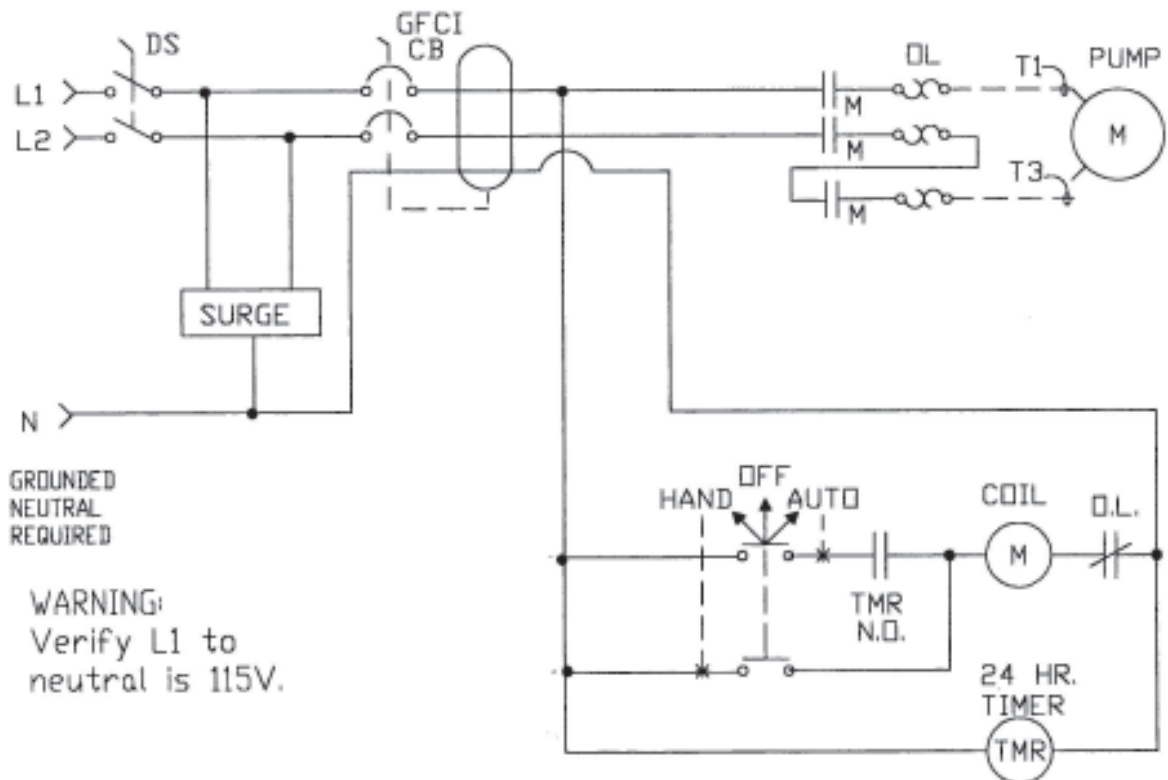 DS
GFCI
CB
OL
T1
PUMP
L1
M
M
L2
M
T3
M
SURGE
N
GROUNDED
NEUTRAL
REQUIRED
HAND
OFF
AUTO
COIL
O.L.
M
TMR
N.O.
WARNING:
Verify L1 to
neutral is 115V.
24 HR.
TIMER
TMR